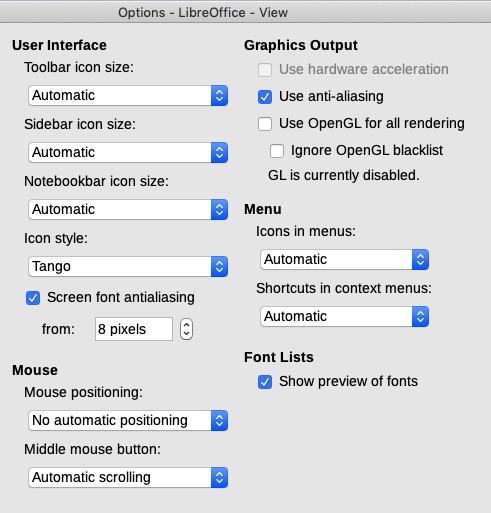 Options - LibreOffice - View
User Interface
Toolbar icon size:
Automatic
Sidebar icon size:
Automatic
Notebookbar icon size:
Automatic
Icon style:
Tango
Screen font antialiasing
from: 8 pixels
Mouse
Mouse positioning:
No automatic positioning
Middle mouse button:
Automatic scrolling
Graphics Output
Use hardware acceleration
Use anti-aliasing
Use OpenGL for all rendering
Ignore OpenGL blacklist
GL is currently disabled.
Menu
Icons in menus:
Automatic
Shortcuts in context menus:
Automatic
Font Lists
Show preview of fonts